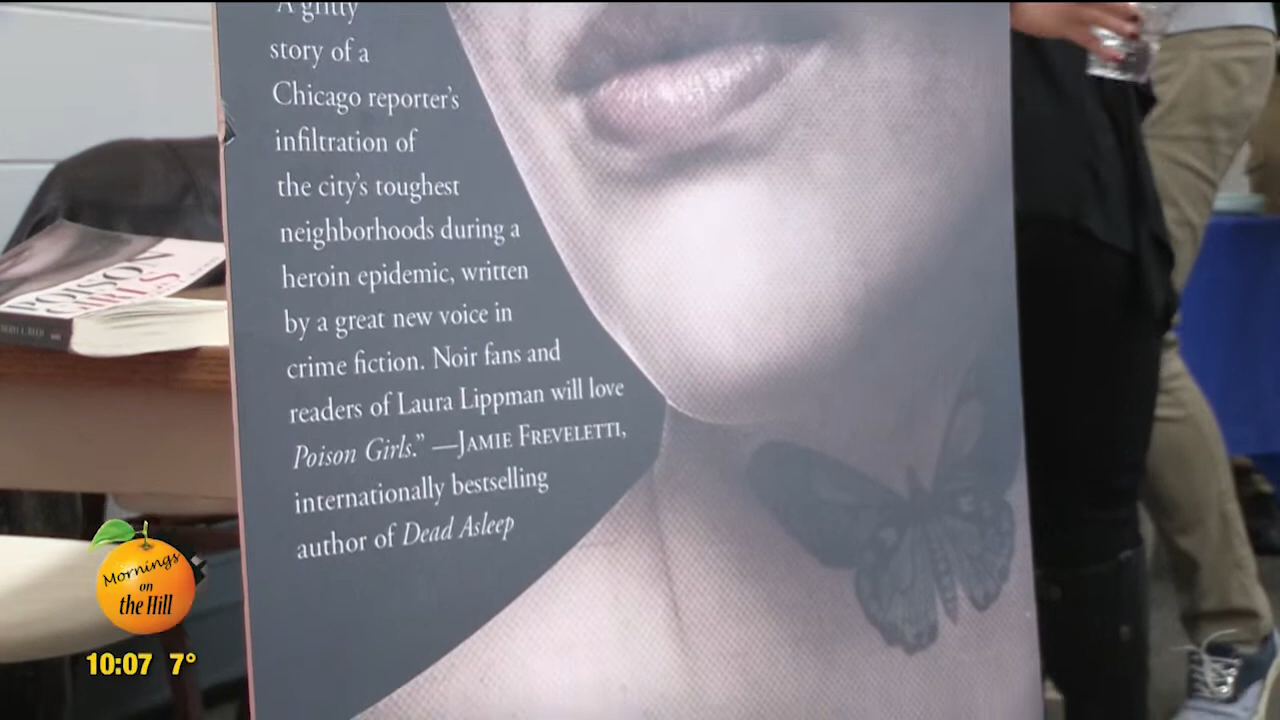 A gritty
story of a
Chicago reporter's
infiltration of
the city's toughest
neighborhoods during a
heroin epidemic, written
by a great new voice in
crime fiction. Noir fans and
readers of Laura Lippman will love
Poison Girls.” —JAMIE FREVELETTI,
internationally bestselling
author of Dead Asleep
POISON
GIRLS
Mornings
on
the Hill
10:07 7°